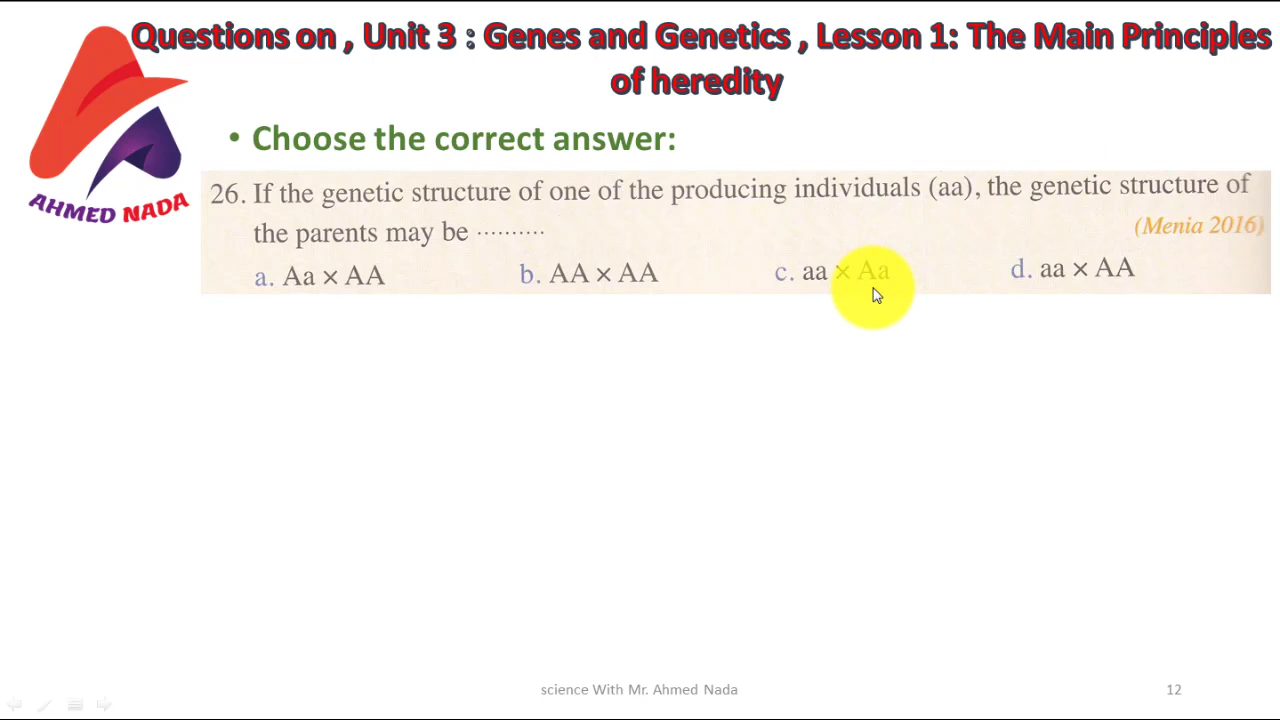 Questions on , Unit 3 : Genes and Genetics , Lesson 1: The Main Principles
of heredity
AHMED NADA
• Choose the correct answer:
26. If the genetic structure of one of the producing individuals (aa), the genetic structure of
the parents may be ..........
(Menia 2016)
a. Aa × AA b. AA × AA c. aa × Aa d. aa × AA
science With Mr. Ahmed Nada
12